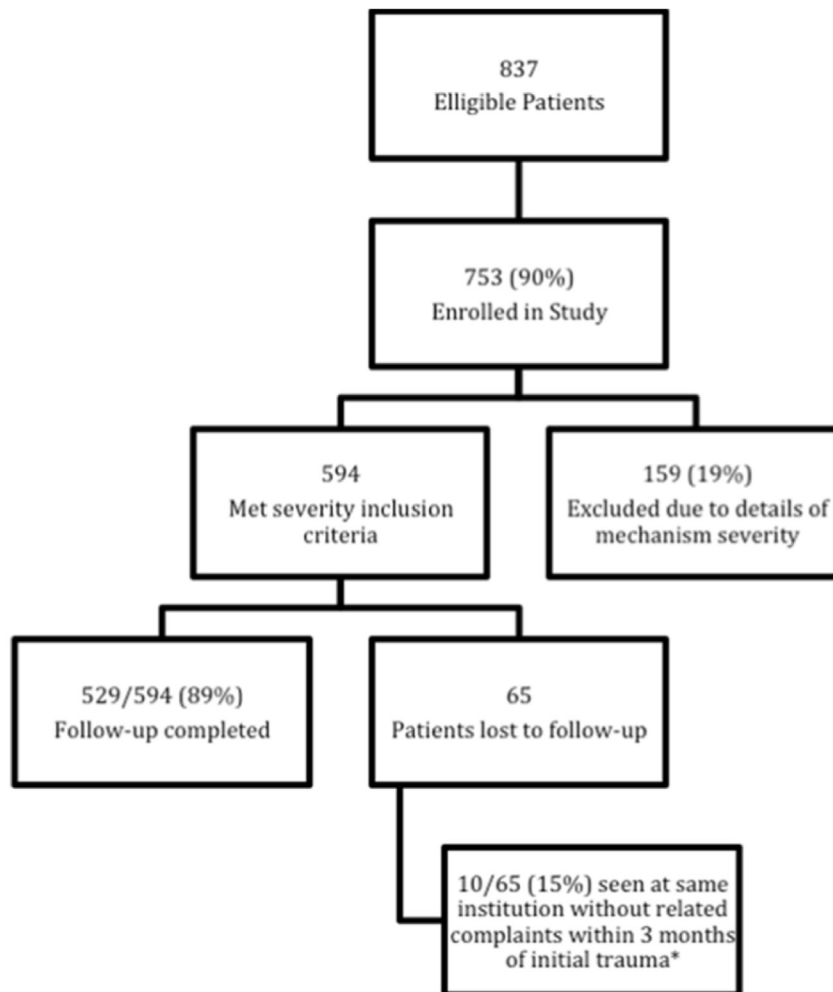 837
Elligible Patients
753 (90%)
Enrolled in Study
594
Met severity inclusion
criteria
159 (19%)
Excluded due to details of
mechanism severity
529/594 (89%)
Follow-up completed
65
Patients lost to follow-up
10/65 (15%) seen at same
institution without related
complaints within 3 months
of initial trauma*